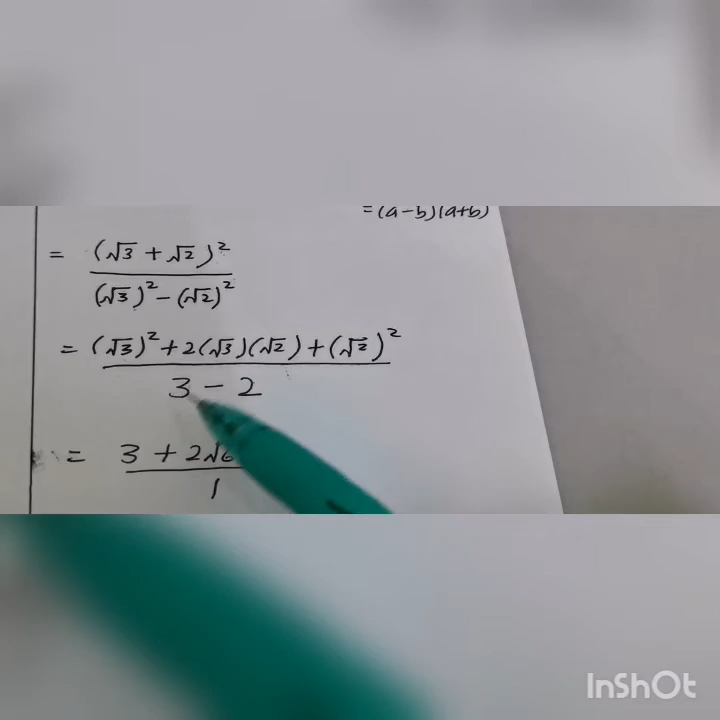 =(a-b)(a+b)
= (√3 + √2)²
(√3)² - (√2)²
= (√3)² + 2(√3)(√2) + (√2)²
3 - 2
= 3 + 2√6
1
InShOt